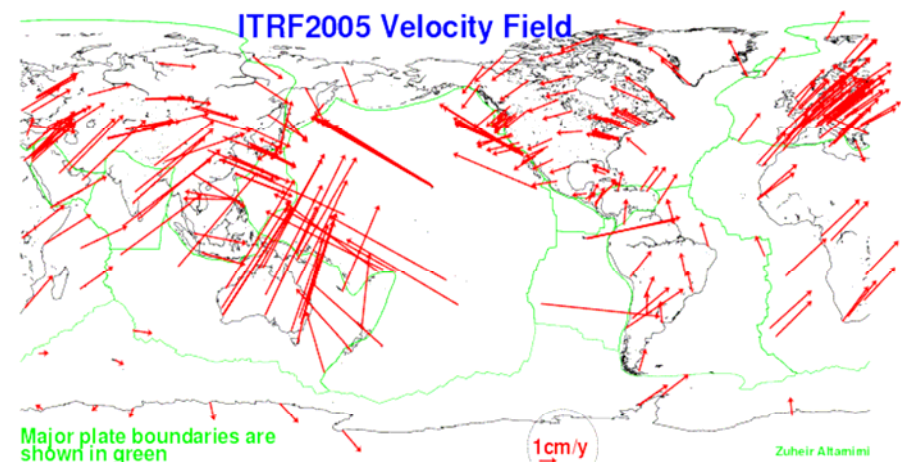 ITRF2005 Velocity Field
Major plate boundaries are
shown in green
1cm/y
Zuheir Altamimi